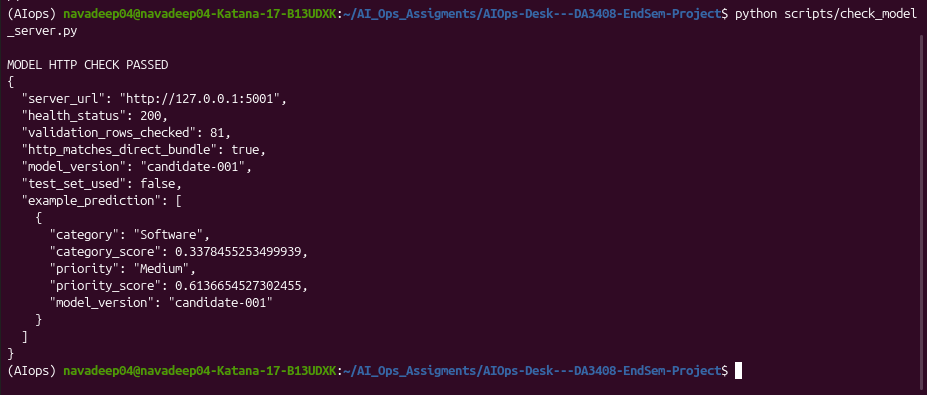 (AIops) navadeep04@navadeep04-Katana-17-B13UDXK:~/AI_Ops_Assigments/AIOps-Desk---DA3408-EndSem-Project$ python scripts/check_model
_server.py
MODEL HTTP CHECK PASSED
{
  "server_url": "http://127.0.0.1:5001",
  "health_status": 200,
  "validation_rows_checked": 81,
  "http_matches_direct_bundle": true,
  "model_version": "candidate-001",
  "test_set_used": false,
  "example_prediction": [
    {
      "category": "Software",
      "category_score": 0.3378455253499939,
      "priority": "Medium",
      "priority_score": 0.6136654527302455,
      "model_version": "candidate-001"
    }
  ]
}
(AIops) navadeep04@navadeep04-Katana-17-B13UDXK:~/AI_Ops_Assigments/AIOps-Desk---DA3408-EndSem-Project$